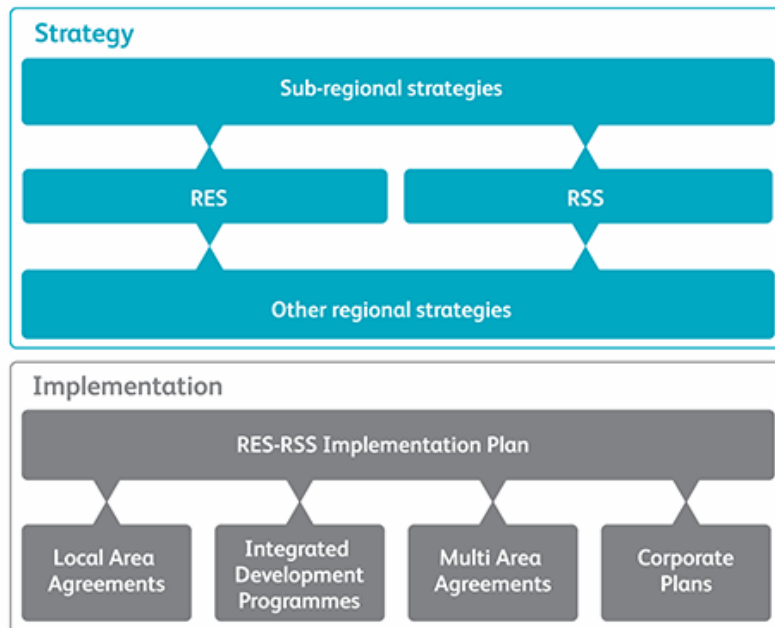 Strategy
Sub-regional strategies
RES
RSS
Other regional strategies
Implementation
RES-RSS Implementation Plan
Local Area
Agreements
Integrated
Development
Programmes
Multi Area
Agreements
Corporate
Plans